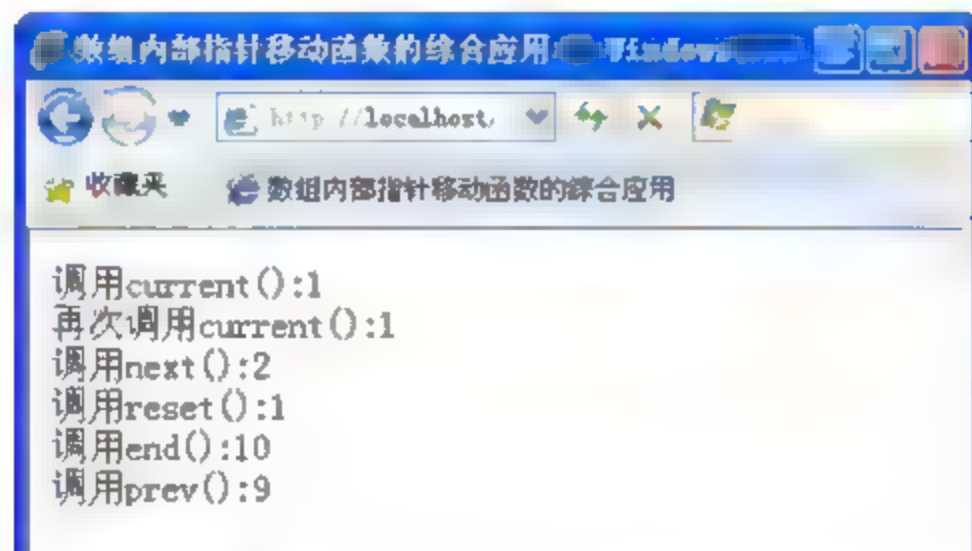 数组内部指针移动函数的综合应用 Windows
http://localhost/
收藏夹 数组内部指针移动函数的综合应用
调用current():1
再次调用current():1
调用next():2
调用reset():1
调用end():10
调用prev():9